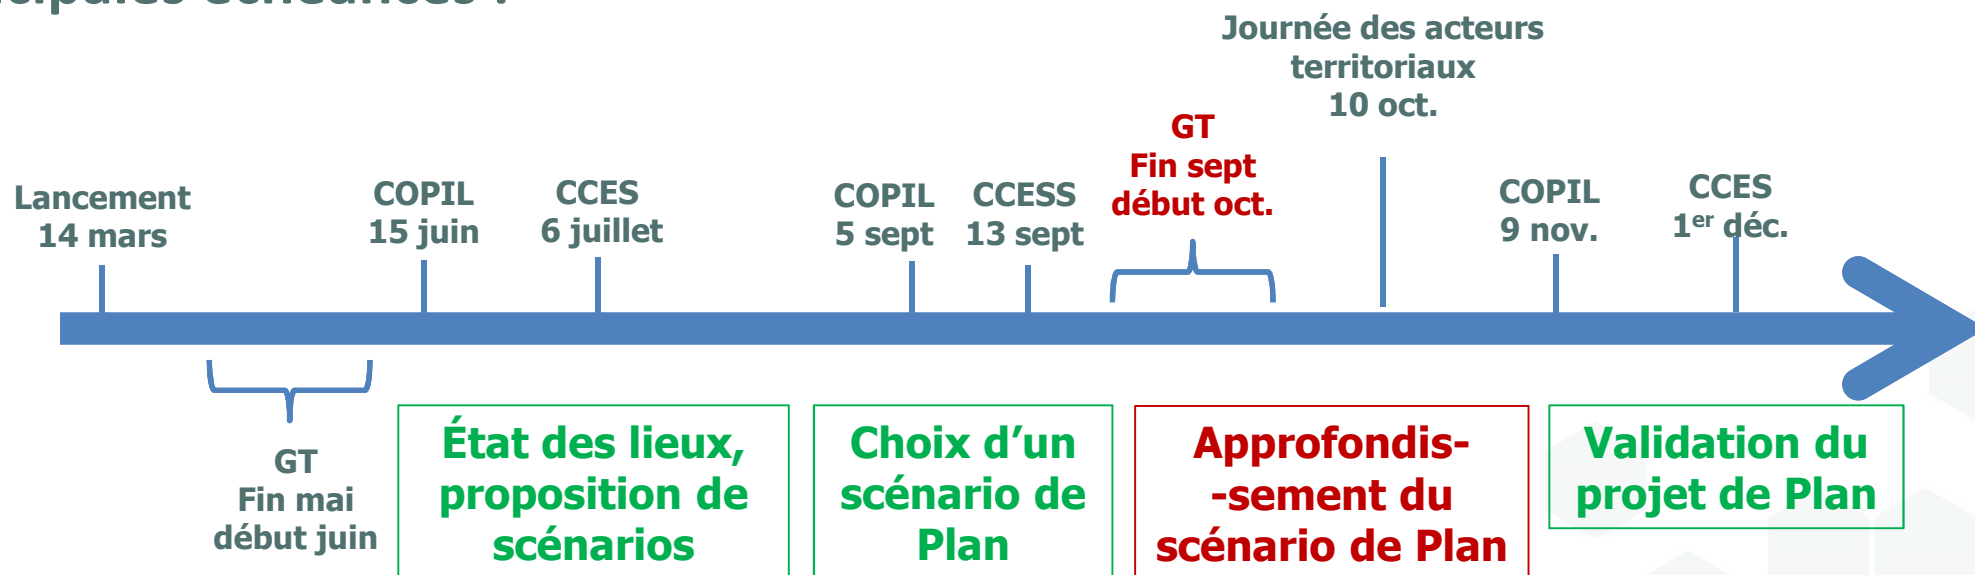 Journée des acteurs
territoriaux
10 oct.
GT
Fin sept
début oct.
Lancement
14 mars
COPIL
15 juin
CCES
6 juillet
COPIL
5 sept
CCESS
13 sept
COPIL
9 nov.
CCES
1er déc.
GT
Fin mai
début juin
État des lieux,
proposition de
scénarios
Choix d’un
scénario de
Plan
Approfondis-
-sement du
scénario de Plan
Validation du
projet de Plan